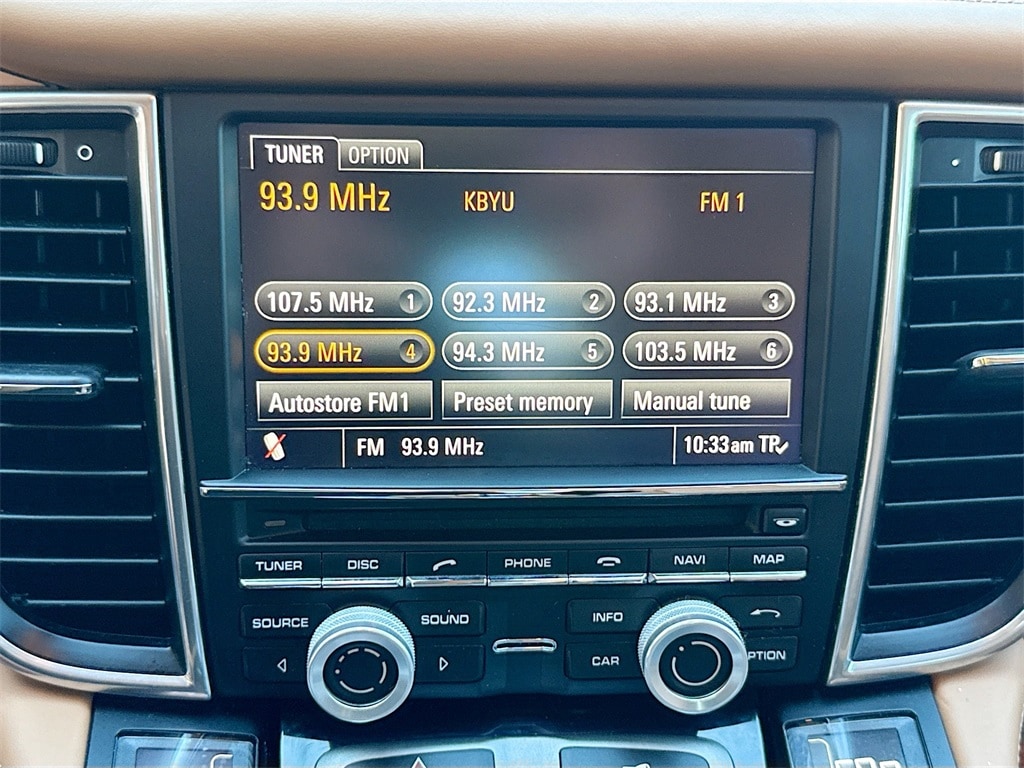 TUNER OPTION
93.9 MHz KBYU FM 1
107.5 MHz 1 92.3 MHz 2 93.1 MHz 3
93.9 MHz 4 94.3 MHz 5 103.5 MHz 6
Autostore FM1 Preset memory Manual tune
FM 93.9 MHz 10:33am TP
TUNER DISC PHONE NAVI MAP
SOURCE SOUND INFO
CAR PTION